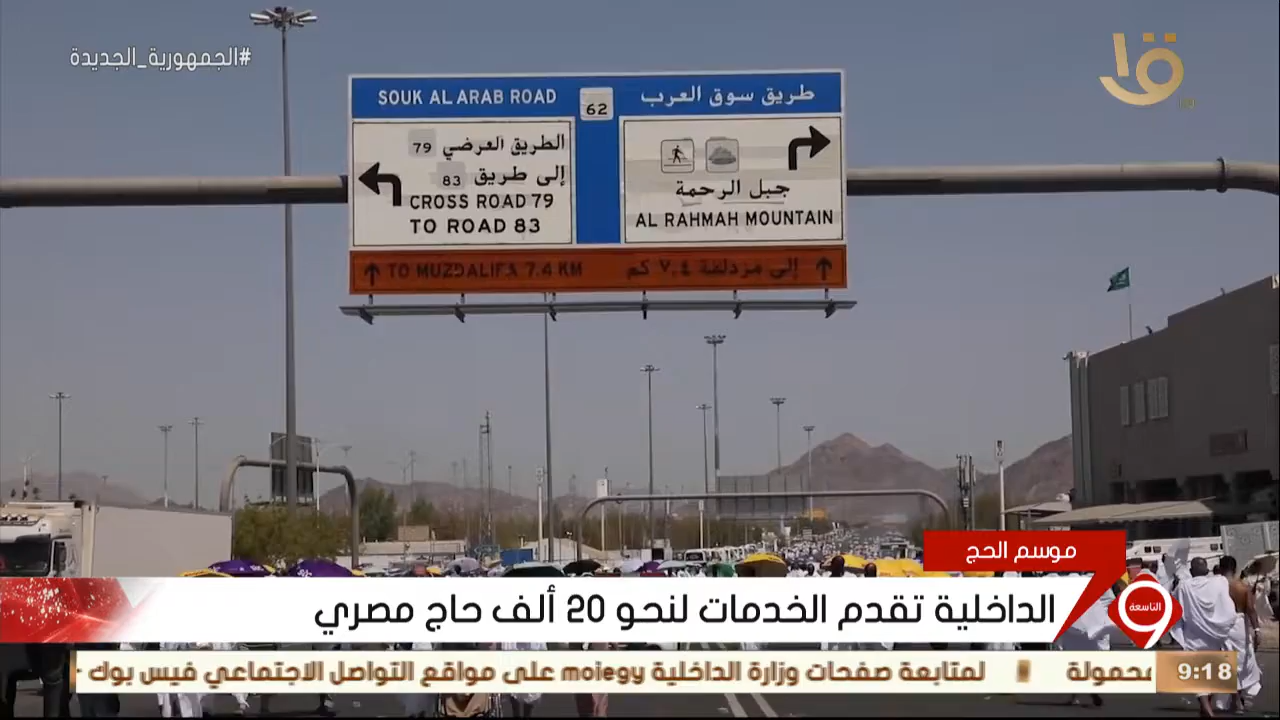 #الجمهورية_الجديدة
SOUK AL ARAB ROAD 62 طريق سوق العرب
الطريق العرضي 79
إلى طريق 83
CROSS ROAD 79
TO ROAD 83
جبل الرحمة
AL RAHMAH MOUNTAIN
TO MUZDALIFA 7.4 KM إلى مزدلفة ٧.٤ كم
موسم الحج
الداخلية تقدم الخدمات لنحو 20 ألف حاج مصري
التاسعة
9
محمولة لمتابعة صفحات وزارة الداخلية moiegy على مواقع التواصل الاجتماعي فيس بوك -
9:18